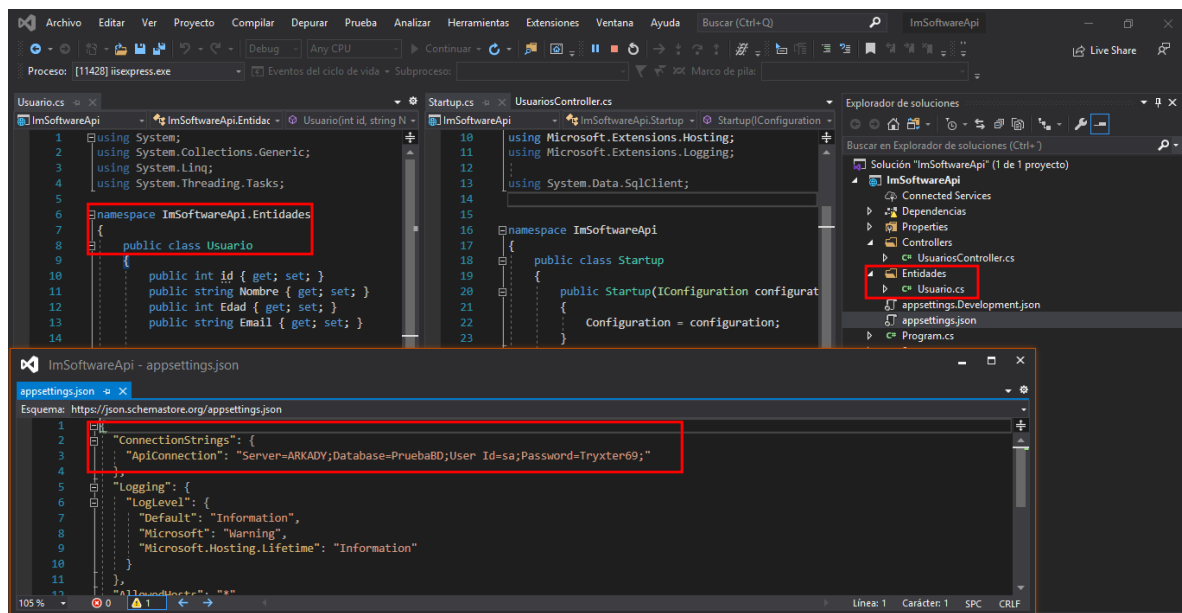 Archivo Editar Ver Proyecto Compilar Depurar Prueba Analizar Herramientas Extensiones Ventana Ayuda Buscar (Ctrl+Q) ImSoftwareApi
Debug Any CPU Continuar Live Share
Proceso: [11428] iisexpress.exe Eventos del ciclo de vida Subproceso: Marco de pila:
Usuario.cs
ImSoftwareApi ImSoftwareApi.Entidac Usuario(int id, string N
1 using System;
2 using System.Collections.Generic;
3 using System.Linq;
4 using System.Threading.Tasks;
5
6 namespace ImSoftwareApi.Entidades
7 {
8 public class Usuario
9 {
10 public int id { get; set; }
11 public string Nombre { get; set; }
12 public int Edad { get; set; }
13 public string Email { get; set; }
14
Startup.cs UsuariosController.cs
ImSoftwareApi ImSoftwareApi.Startup Startup(IConfiguration
10 using Microsoft.Extensions.Hosting;
11 using Microsoft.Extensions.Logging;
12
13 using System.Data.SqlClient;
14
15
16 namespace ImSoftwareApi
17 {
18 public class Startup
19 {
20 public Startup(IConfiguration configurat
21 {
22 Configuration = configuration;
23 }
Explorador de soluciones
Buscar en Explorador de soluciones (Ctrl+ )
Solución "ImSoftwareApi" (1 de 1 proyecto)
ImSoftwareApi
Connected Services
Dependencias
Properties
Controllers
C# UsuariosController.cs
Entidades
C# Usuario.cs
appsettings.Development.json
appsettings.json
C# Program.cs
ImSoftwareApi - appsettings.json
appsettings.json
Esquema: https://json.schemastore.org/appsettings.json
1 {
2 "ConnectionStrings": {
3 "ApiConnection": "Server=ARKADY;Database=PruebaBD;User Id=sa;Password=Tryxter69;"
4 },
5 "Logging": {
6 "LogLevel": {
7 "Default": "Information",
8 "Microsoft": "Warning",
9 "Microsoft.Hosting.Lifetime": "Information"
10 }
11 },
12 "AllowedHosts": "*"
105 % 0 1 Línea: 1 Carácter: 1 SPC CRLF